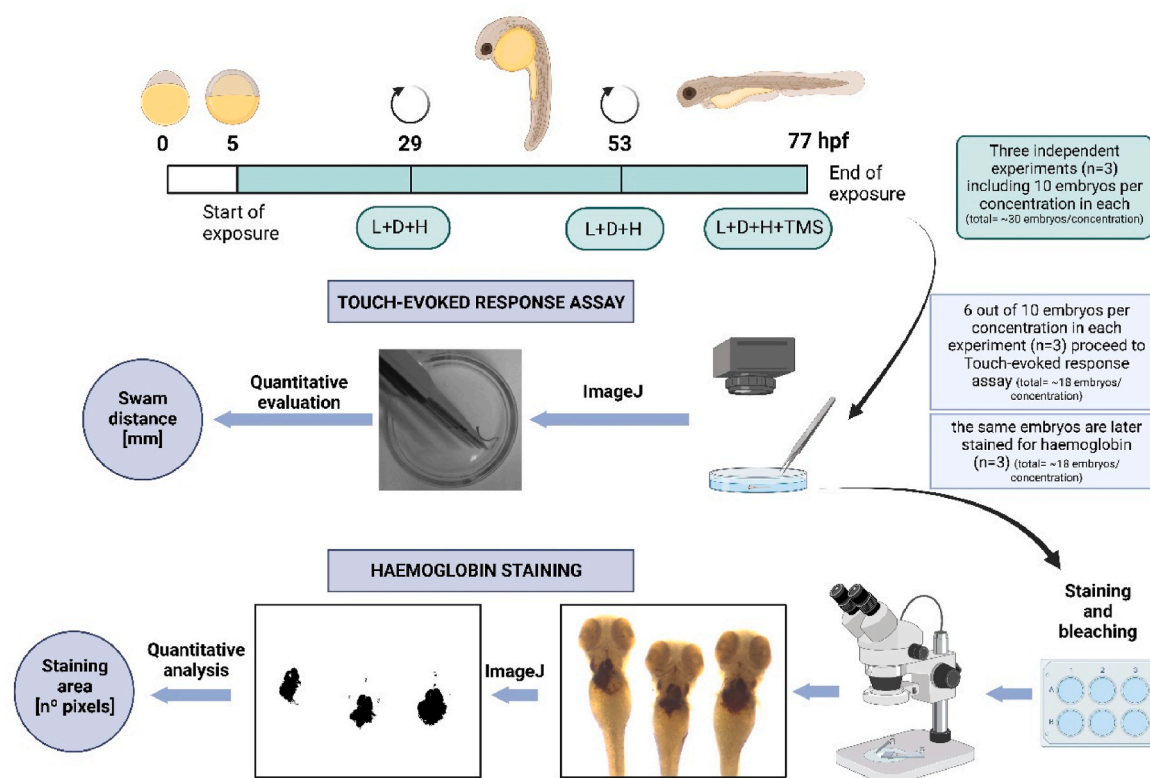 0
5
29
53
77 hpf
Start of
exposure
End of
exposure
L+D+H
L+D+H
L+D+H+TMS
Three independent
experiments (n=3)
including 10 embryos per
concentration in each
(total= ~30 embryos/concentration)
TOUCH-EVOKED RESPONSE ASSAY
6 out of 10 embryos per
concentration in each
experiment (n=3) proceed to
Touch-evoked response
assay (total= ~18 embryos/
concentration)
the same embryos are later
stained for haemoglobin
(n=3) (total= ~18 embryos/
concentration)
Swam
distance
[mm]
Quantitative
evaluation
ImageJ
HAEMOGLOBIN STAINING
Staining
and
bleaching
Staining
area
[nº pixels]
Quantitative
analysis
ImageJ
1 2 3
A
B